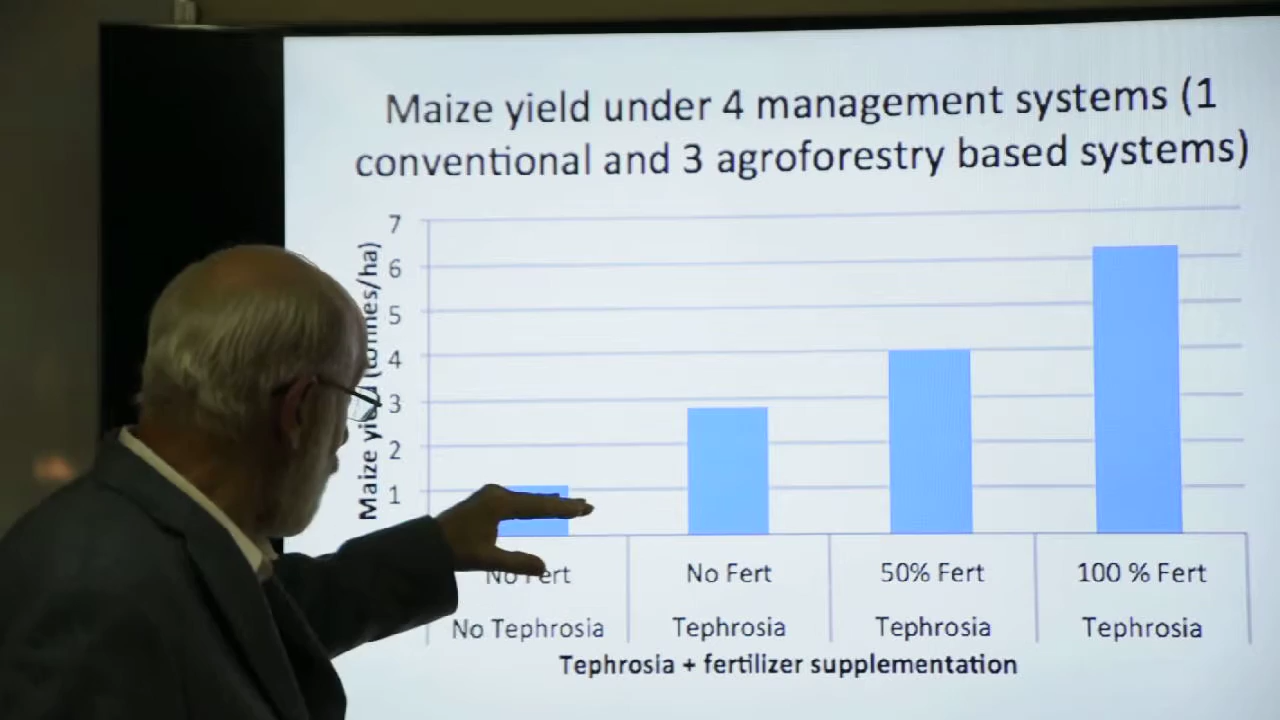 Maize yield under 4 management systems (1
conventional and 3 agroforestry based systems)
7
6
5
4
3
2
1
Maize yield (tonnes/ha)
No Fert
No Fert
50% Fert
100 % Fert
No Tephrosia
Tephrosia
Tephrosia
Tephrosia
Tephrosia + fertilizer supplementation